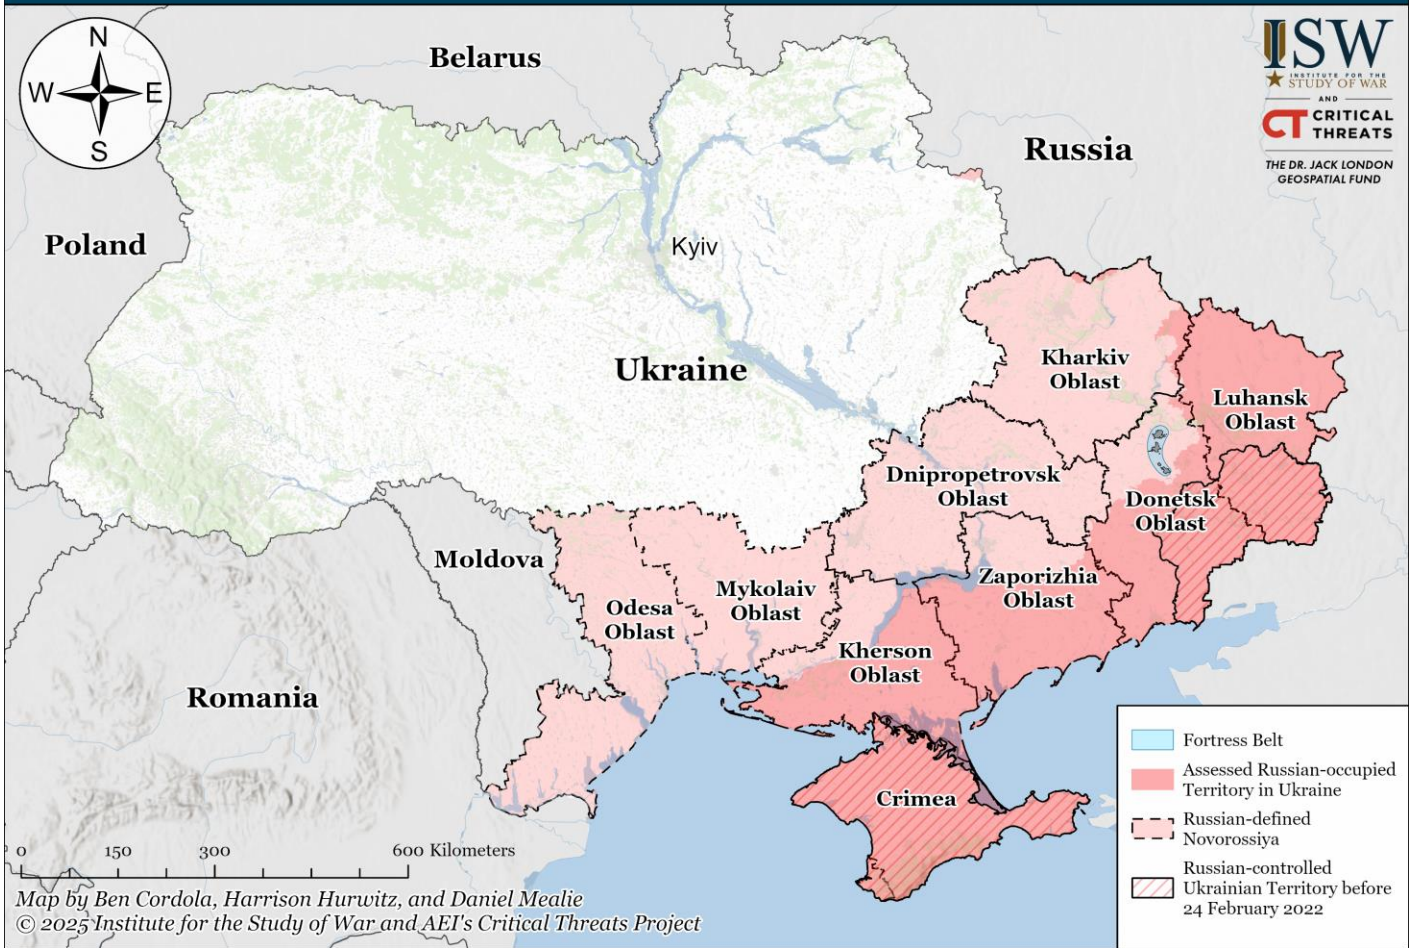 N
W
E
S
Belarus
ISW
INSTITUTE FOR THE
STUDY OF WAR
AND
CT CRITICAL
THREATS
THE DR. JACK LONDON
GEOSPATIAL FUND
Russia
Poland
Kyiv
Ukraine
Kharkiv
Oblast
Luhansk
Oblast
Dnipropetrovsk
Oblast
Donetsk
Oblast
Moldova
Zaporizhia
Oblast
Mykolaiv
Oblast
Odesa
Oblast
Kherson
Oblast
Romania
Crimea
Fortress Belt
Assessed Russian-occupied
Territory in Ukraine
Russian-defined
Novorossiya
Russian-controlled
Ukrainian Territory before
24 February 2022
0 150 300 600 Kilometers
Map by Ben Cordola, Harrison Hurwitz, and Daniel Mealie
© 2025 Institute for the Study of War and AEI's Critical Threats Project